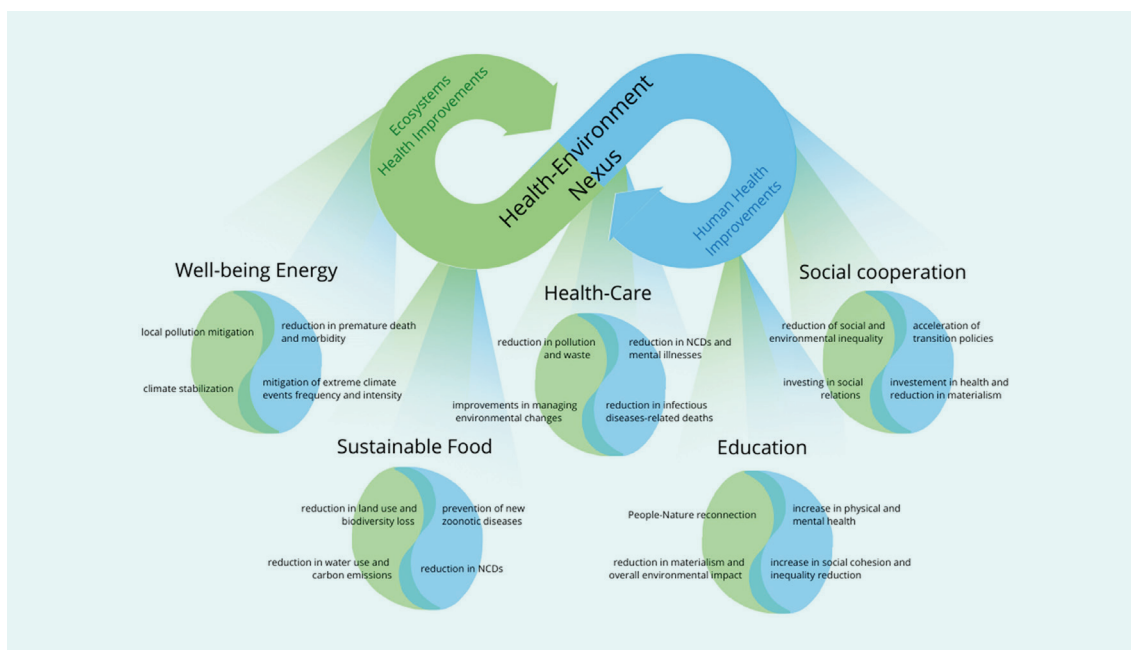 Ecosystems
Health Improvements
Health-Environment
Nexus
Human Health
Improvements
Well-being Energy
local pollution mitigation
climate stabilization
reduction in premature death
and morbidity
mitigation of extreme climate
events frequency and intensity
Health-Care
reduction in pollution
and waste
improvements in managing
environmental changes
reduction in NCDs and
mental illnesses
reduction in infectious
diseases-related deaths
Social cooperation
reduction of social and
environmental inequality
investing in social
relations
acceleration of
transition policies
investement in health and
reduction in materialism
Sustainable Food
reduction in land use and
biodiversity loss
reduction in water use and
carbon emissions
prevention of new
zoonotic diseases
reduction in NCDs
Education
People-Nature reconnection
reduction in materialism and
overall environmental impact
increase in physical and
mental health
increase in social cohesion and
inequality reduction